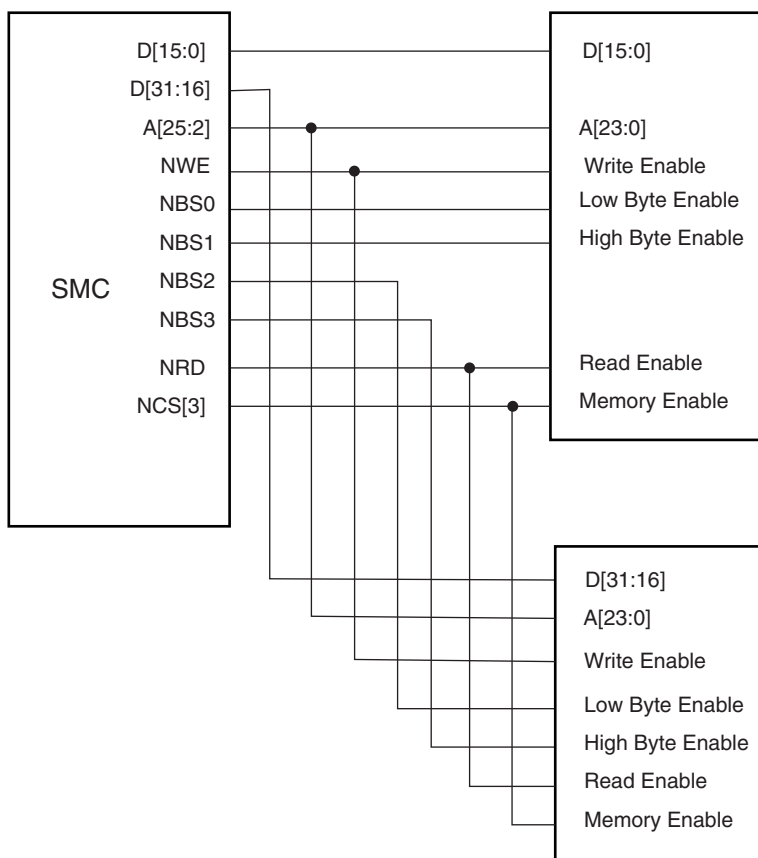 D[15:0]
D[31:16]
A[25:2]
NWE
NBS0
NBS1
NBS2
NBS3
NRD
NCS[3]
SMC
D[15:0]
A[23:0]
Write Enable
Low Byte Enable
High Byte Enable
Read Enable
Memory Enable
D[31:16]
A[23:0]
Write Enable
Low Byte Enable
High Byte Enable
Read Enable
Memory Enable